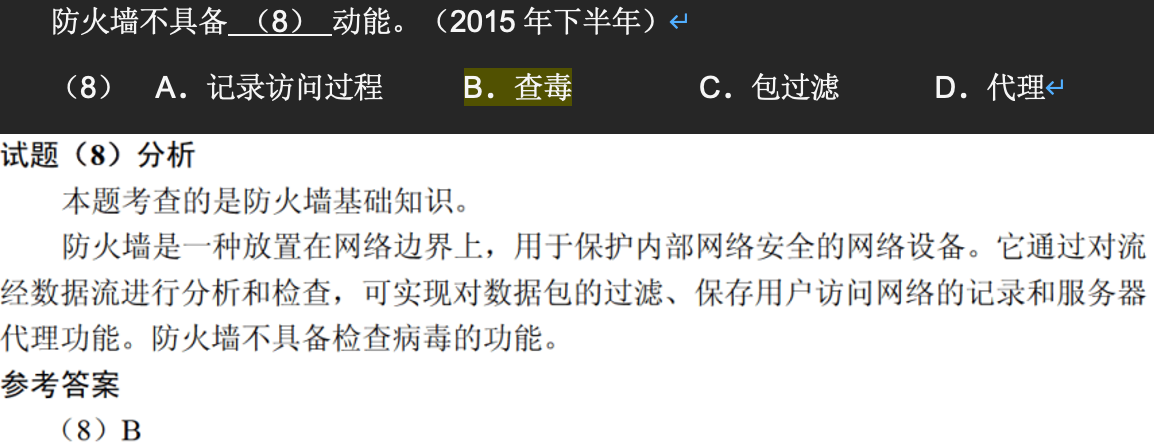 防火墙不具备 （8） 动能。（2015 年下半年）↵
（8） A．记录访问过程 B．查毒 C．包过滤 D．代理↵
试题（8）分析
本题考查的是防火墙基础知识。
防火墙是一种放置在网络边界上，用于保护内部网络安全的网络设备。它通过对流
经数据流进行分析和检查，可实现对数据包的过滤、保存用户访问网络的记录和服务器
代理功能。防火墙不具备检查病毒的功能。
参考答案
（8）B